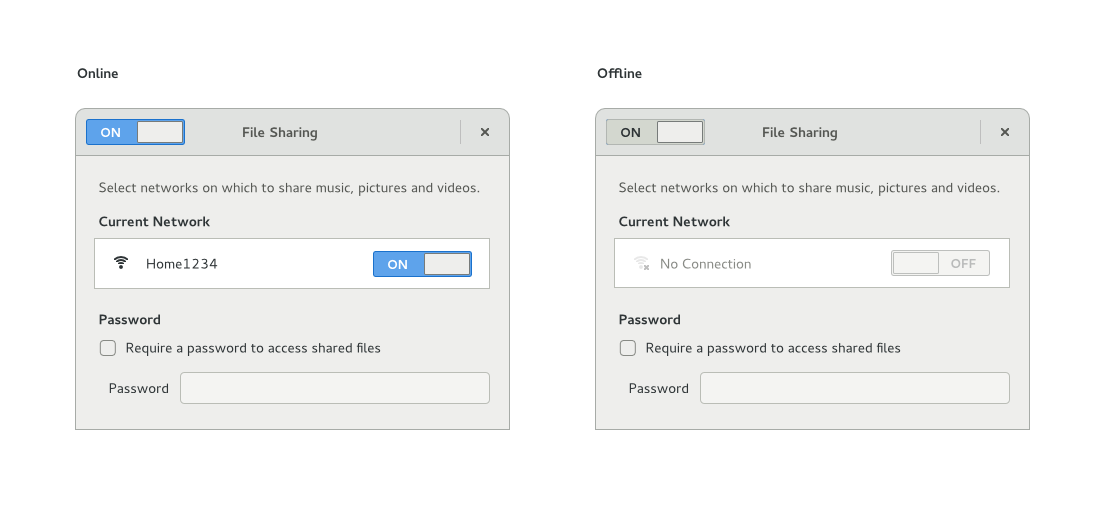 Online
ON File Sharing ×
Select networks on which to share music, pictures and videos.
Current Network
Home1234 ON
Password
Require a password to access shared files
Password
Offline
ON File Sharing ×
Select networks on which to share music, pictures and videos.
Current Network
No Connection OFF
Password
Require a password to access shared files
Password